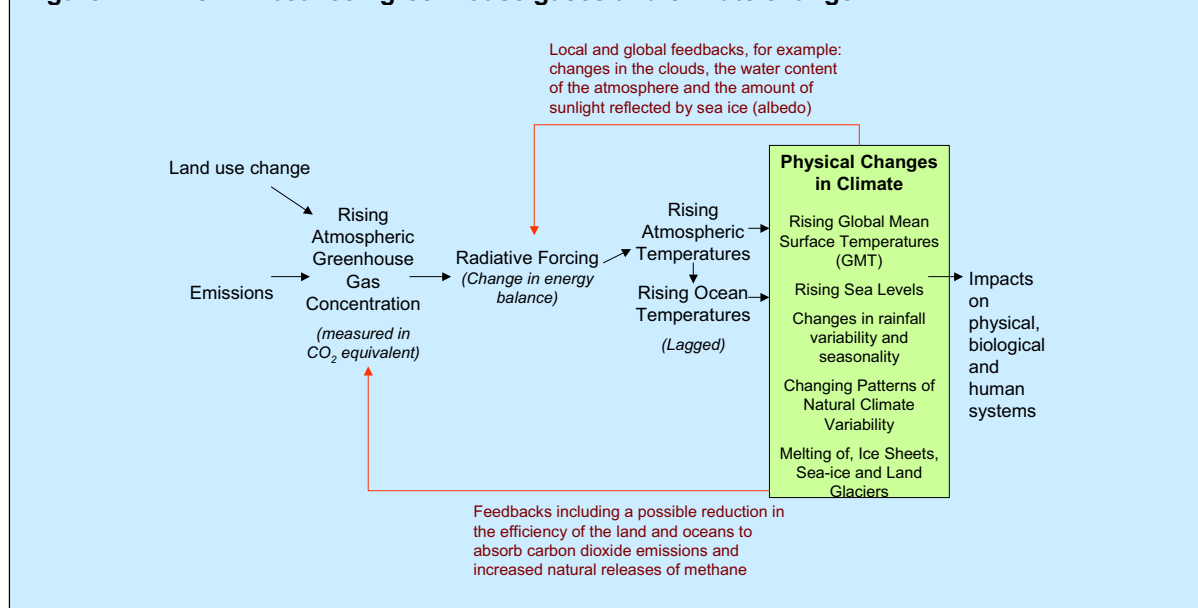 Local and global feedbacks, for example:
changes in the clouds, the water content
of the atmosphere and the amount of
sunlight reflected by sea ice (albedo)
Land use change
Emissions
Rising
Atmospheric
Greenhouse
Gas
Concentration
(measured in
CO2 equivalent)
Radiative Forcing
(Change in energy
balance)
Rising
Atmospheric
Temperatures
Rising Ocean
Temperatures
(Lagged)
Physical Changes
in Climate
Rising Global Mean
Surface Temperatures
(GMT)
Rising Sea Levels
Changes in rainfall
variability and
seasonality
Changing Patterns of
Natural Climate
Variability
Melting of, Ice Sheets,
Sea-ice and Land
Glaciers
Impacts
on
physical,
biological
and
human
systems
Feedbacks including a possible reduction in
the efficiency of the land and oceans to
absorb carbon dioxide emissions and
increased natural releases of methane